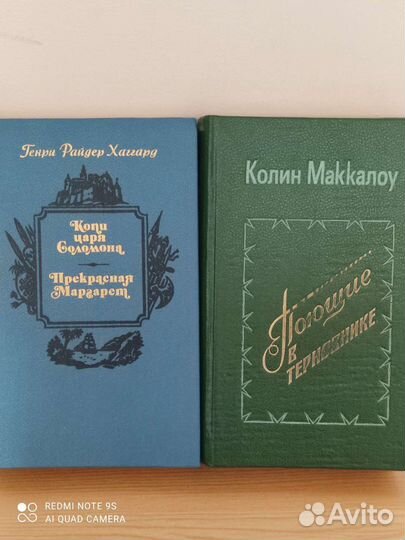 Генри Райдер Хаггард
Копи
царя
Соломона
Прекрасная
Маргарет
Колин Маккалоу
Поющие
в
терновнике
REDMI NOTE 9S
AI QUAD CAMERA
Avito